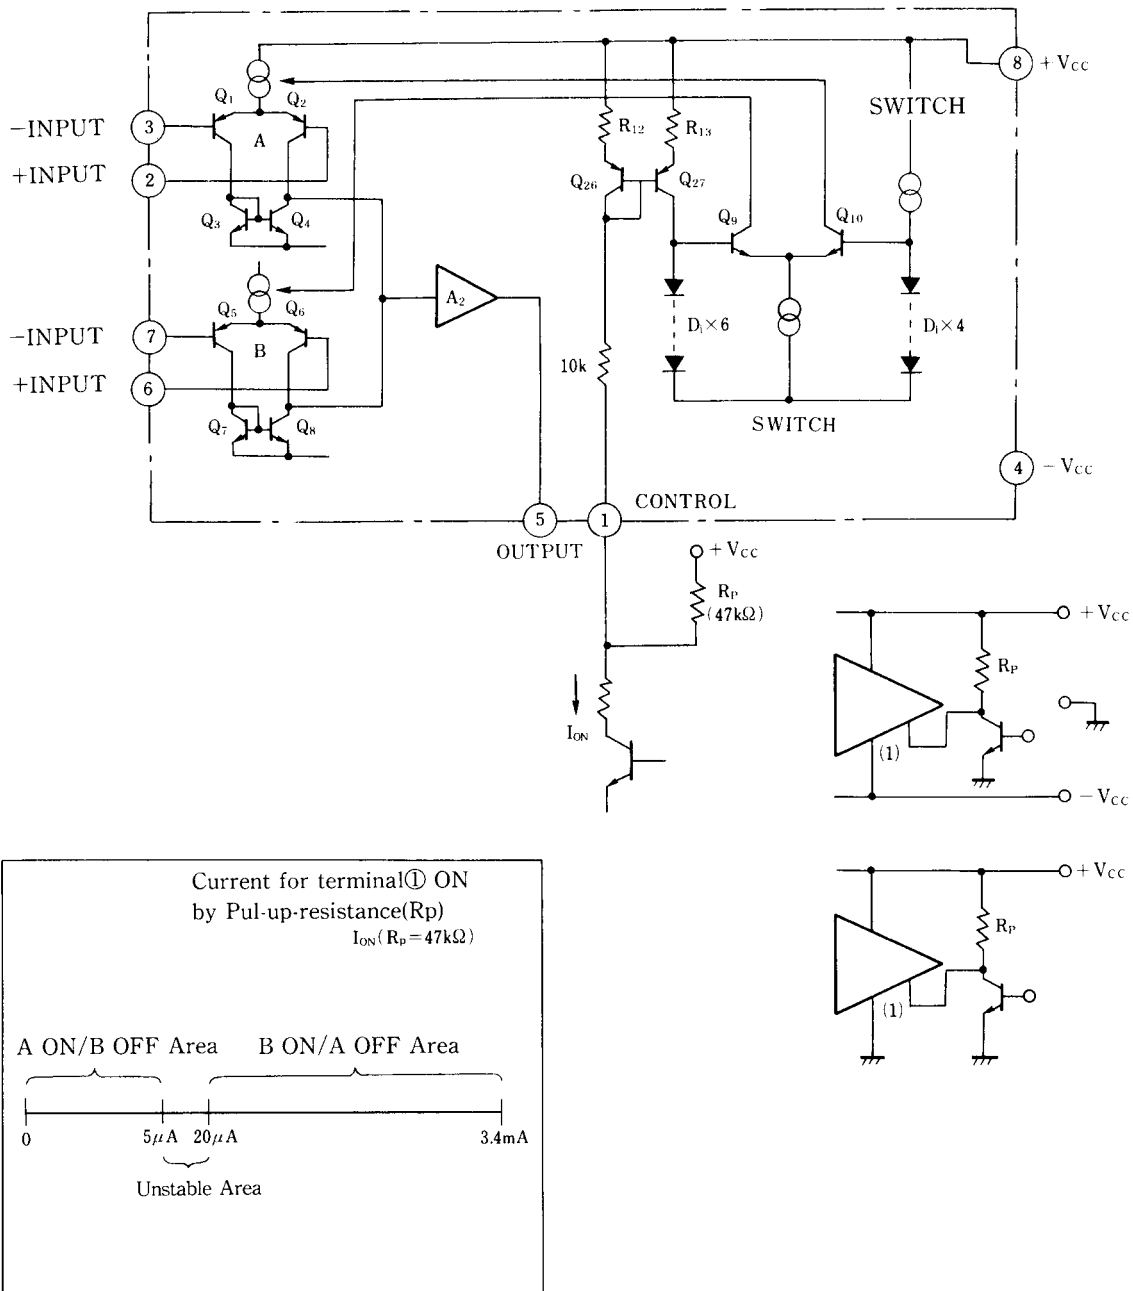 8
+VCC
SWITCH
Q1
Q2
−INPUT
3
A
R12
R13
+INPUT
2
Q26
Q27
Q3
Q4
Q9
Q10
A2
Q5
Q6
−INPUT
7
B
Di×6
Di×4
+INPUT
6
10k
Q7
Q8
SWITCH
4
−VCC
CONTROL
5
1
OUTPUT
+VCC
RP
(47kΩ)
+VCC
RP
ION
(1)
−VCC
+VCC
RP
(1)
Current for terminal① ON
by Pul-up-resistance(Rp)
ION(RP=47kΩ)
A ON/B OFF Area
B ON/A OFF Area
0
5μA
20μA
3.4mA
Unstable Area